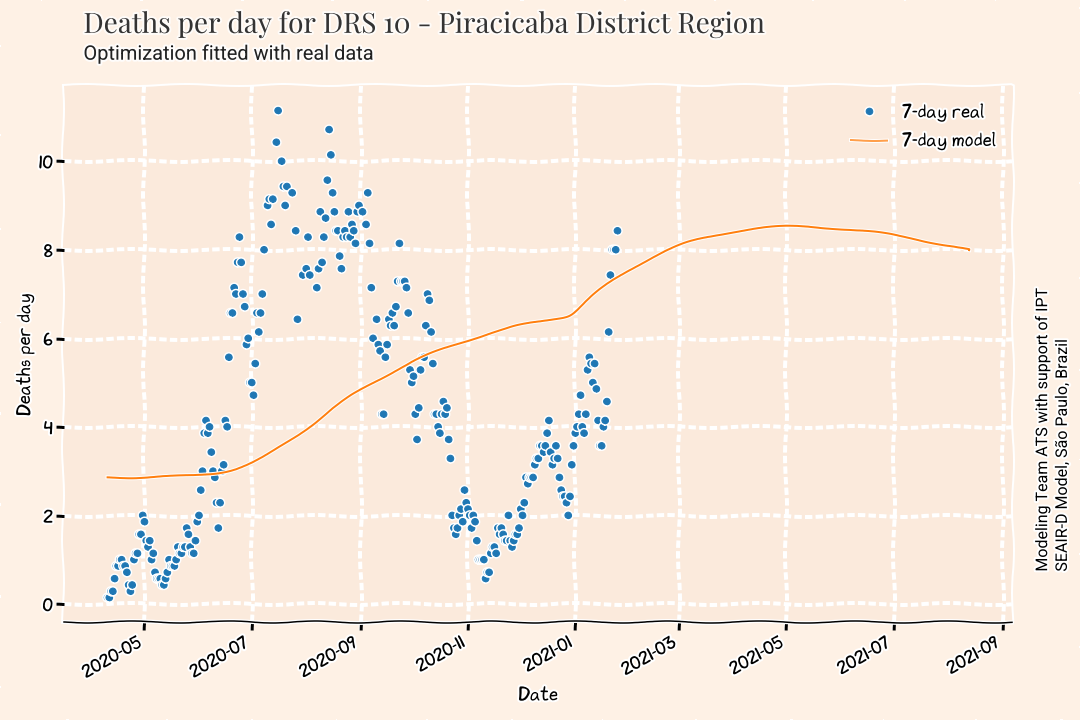 Deaths per day for DRS 10 - Piracicaba District Region
Optimization fitted with real data
7-day real
7-day model
Deaths per day
10
8
6
4
2
0
2020-05
2020-07
2020-09
2020-11
2021-01
2021-03
2021-05
2021-07
2021-09
Date
Modeling Team ATS with support of IPT
SEAIR-D Model, São Paulo, Brazil